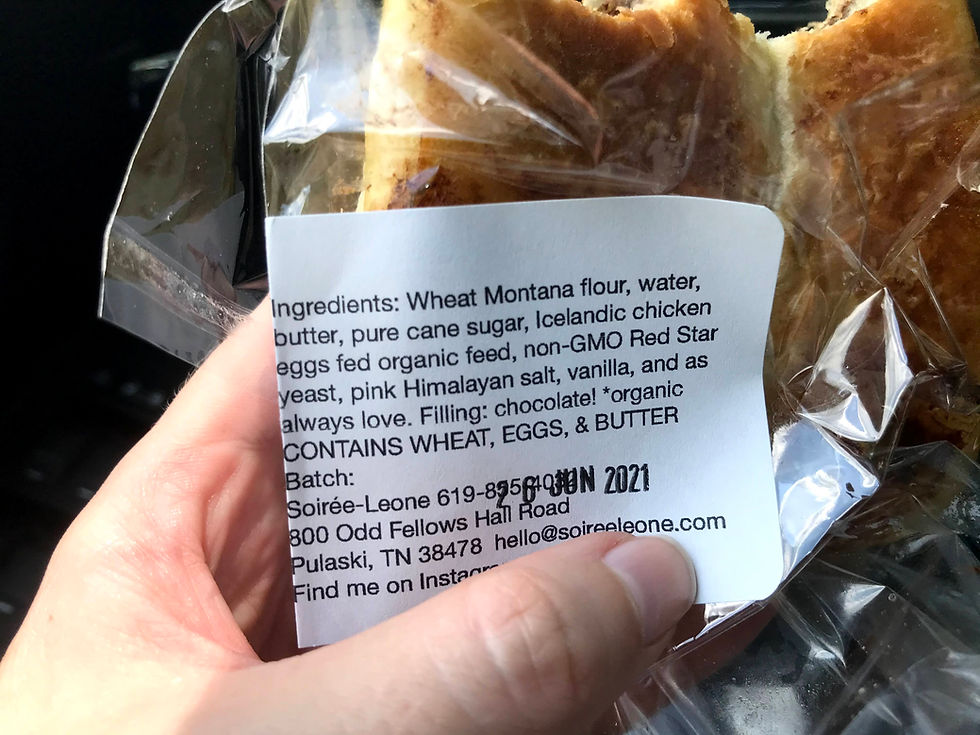 Ingredients: Wheat Montana flour, water,
butter, pure cane sugar, Icelandic chicken
eggs fed organic feed, non-GMO Red Star
yeast, pink Himalayan salt, vanilla, and as
always love. Filling: chocolate! *organic
CONTAINS WHEAT, EGGS, & BUTTER
Batch:
26 JUN 2021
Soirée-Leone
800 Odd Fellows Hall Road
Pulaski, TN 38478 hello@soireeleone.com
Find me on